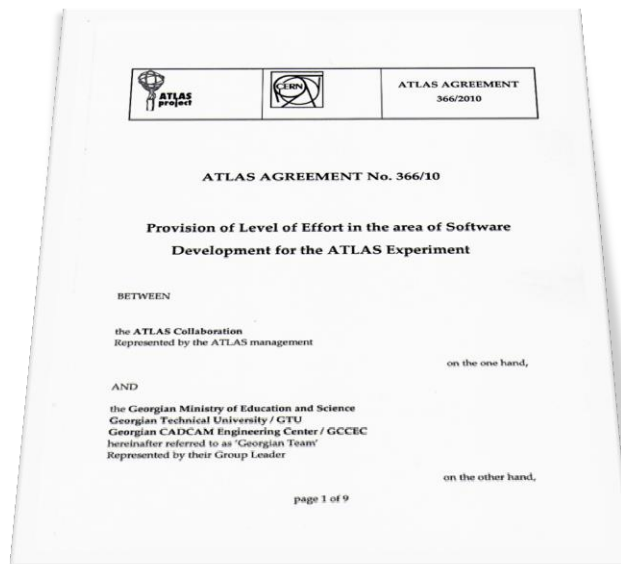 ATLAS
project
CERN
ATLAS AGREEMENT
366/2010
ATLAS AGREEMENT No. 366/10
Provision of Level of Effort in the area of Software
Development for the ATLAS Experiment
BETWEEN
the ATLAS Collaboration
Represented by the ATLAS management
on the one hand,
AND
the Georgian Ministry of Education and Science
Georgian Technical University / GTU
Georgian CADCAM Engineering Center / GCCEC
hereinafter referred to as 'Georgian Team'
Represented by their Group Leader
on the other hand,
page 1 of 9